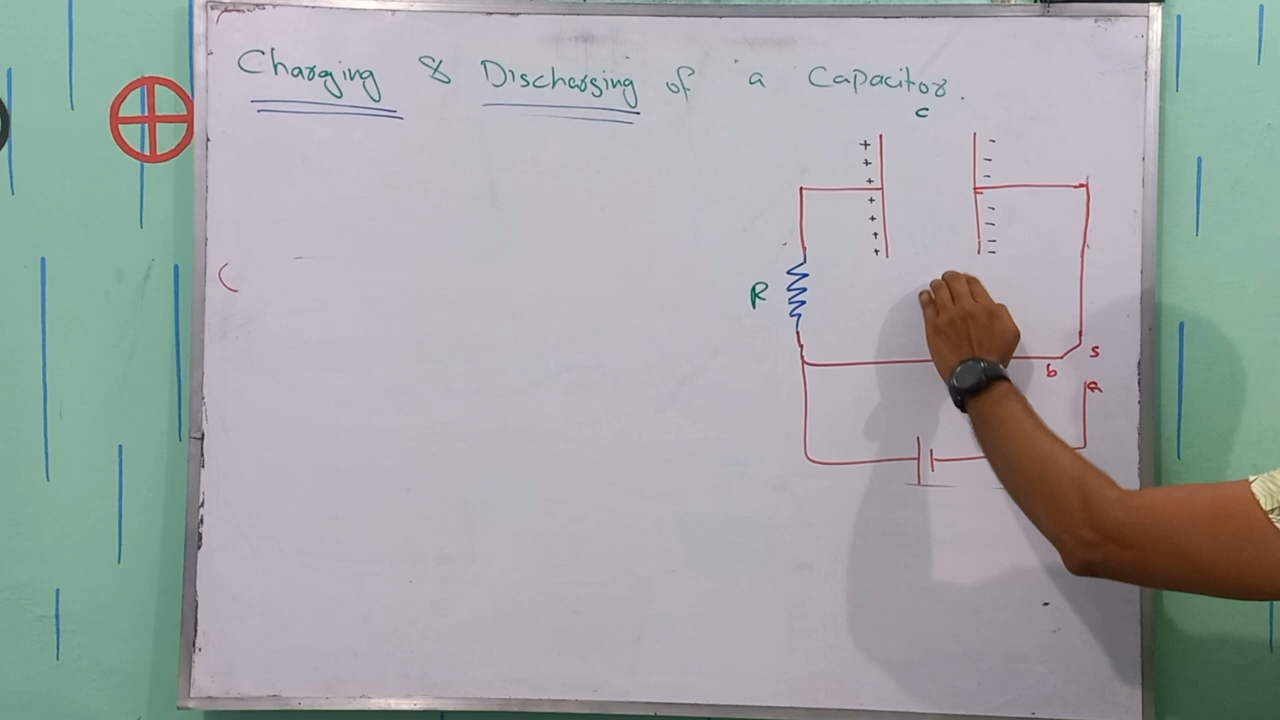 Charging & Discharging of a Capacitor.
C
+ -
+ -
+ -
+ -
+ -
+ -
+ -
R
S
b
a